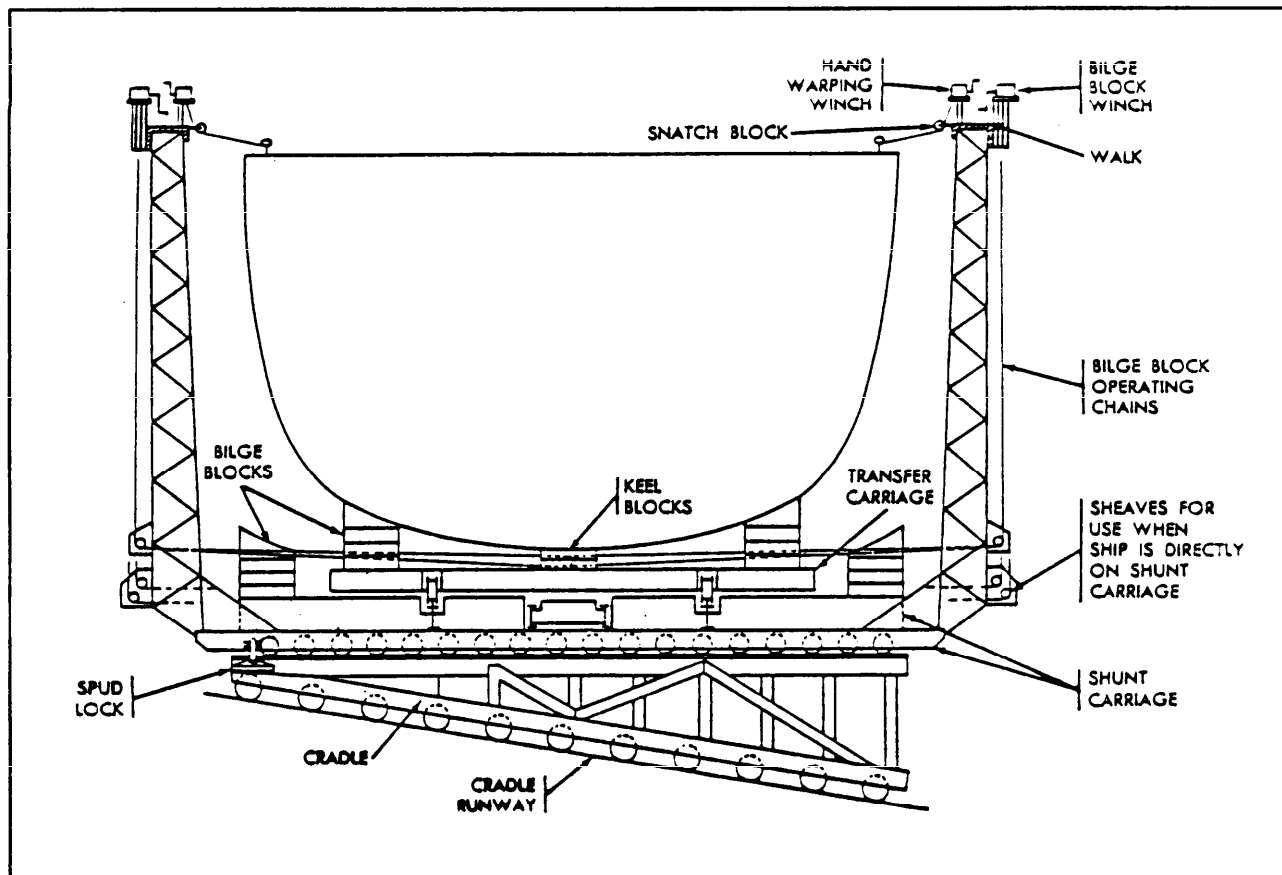 HAND
WARPING
WINCH
BILGE
BLOCK
WINCH
SNATCH BLOCK
WALK
BILGE BLOCK
OPERATING
CHAINS
BILGE
BLOCKS
KEEL
BLOCKS
TRANSFER
CARRIAGE
SHEAVES FOR
USE WHEN
SHIP IS DIRECTLY
ON SHUNT
CARRIAGE
SPUD
LOCK
SHUNT
CARRIAGE
CRADLE
CRADLE
RUNWAY